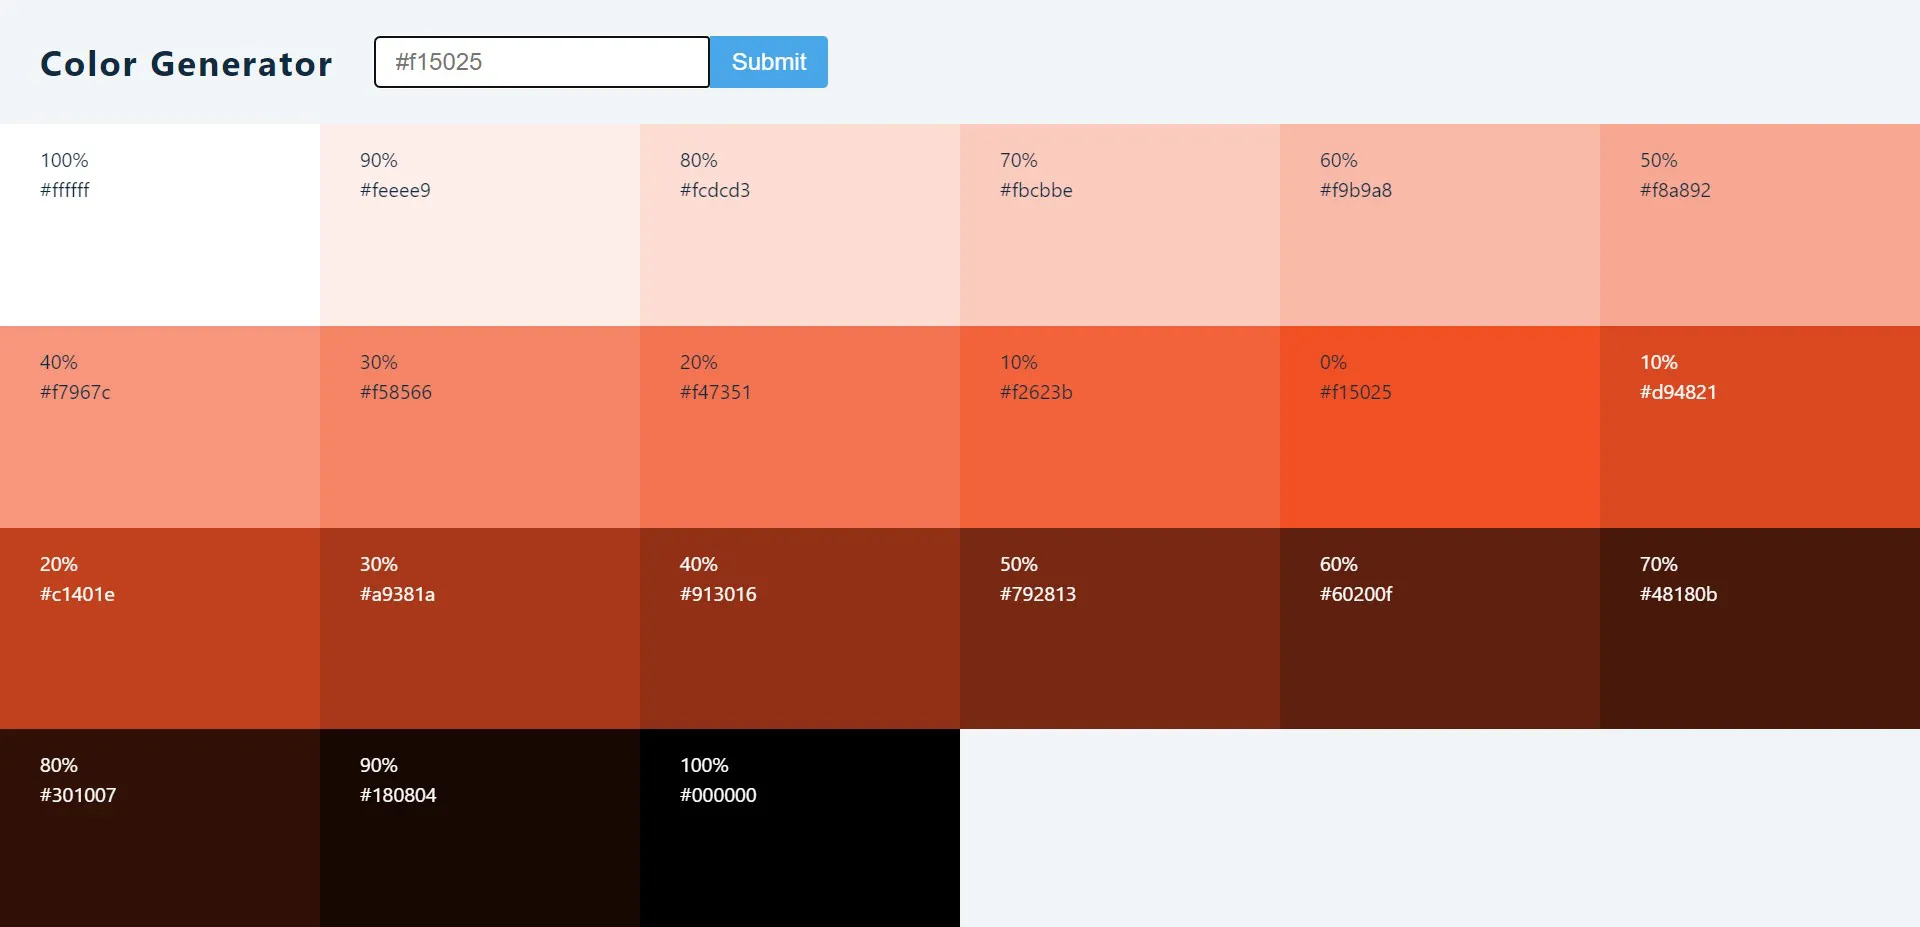 Color Generator
#f15025
Submit
100%
#ffffff
90%
#feeee9
80%
#fcdcd3
70%
#fbcbbe
60%
#f9b9a8
50%
#f8a892
40%
#f7967c
30%
#f58566
20%
#f47351
10%
#f2623b
0%
#f15025
10%
#d94821
20%
#c1401e
30%
#a9381a
40%
#913016
50%
#792813
60%
#60200f
70%
#48180b
80%
#301007
90%
#180804
100%
#000000